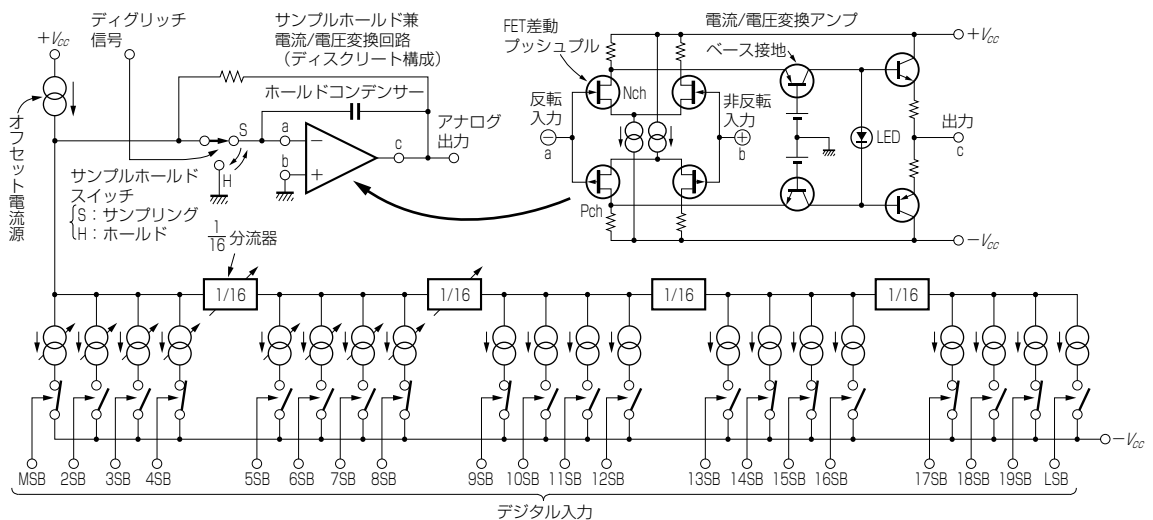 ディグリッチ
信号
+Vcc
オフセット電流源
サンプルホールド兼
電流/電圧変換回路
(ディスクリート構成)
ホールドコンデンサー
S
H
a
b
c
−
+
アナログ
出力
サンプルホールド
スイッチ
S:サンプリング
H:ホールド
電流/電圧変換アンプ
FET差動
プッシュプル
ベース接地
+Vcc
Nch
反転
入力
−
a
非反転
入力
+
b
LED
出力
c
Pch
−Vcc
1/16 分流器
1/16 1/16 1/16 1/16
−Vcc
MSB 2SB 3SB 4SB 5SB 6SB 7SB 8SB 9SB 10SB 11SB 12SB 13SB 14SB 15SB 16SB 17SB 18SB 19SB LSB
デジタル入力